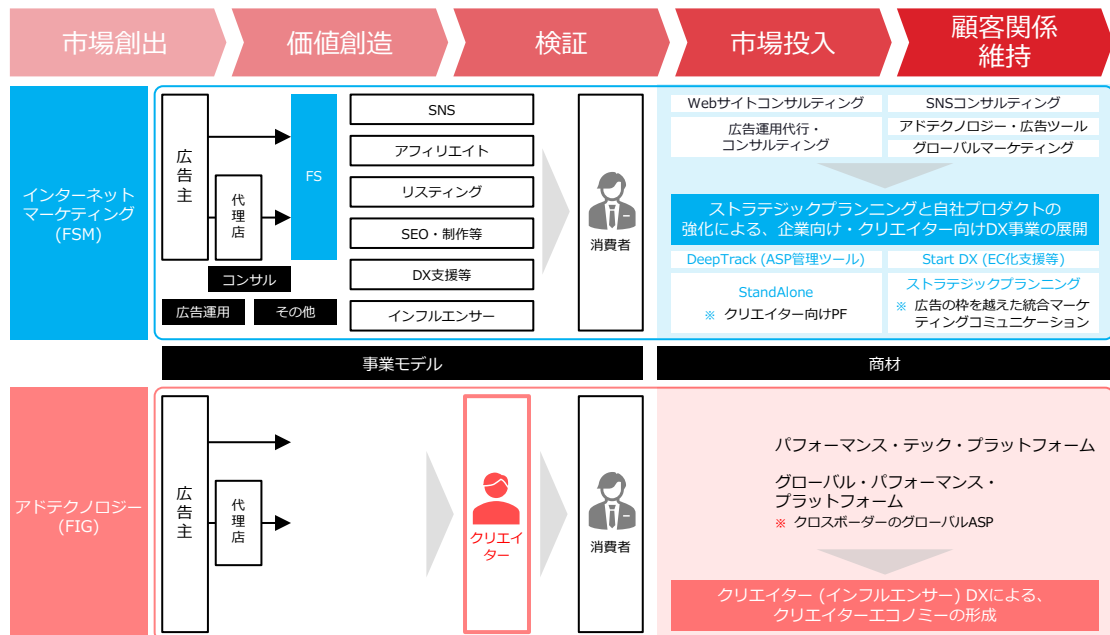 市場創出
価値創造
検証
市場投入
顧客関係
維持
インターネット
マーケティング
(FSM)
広告主
代理店
コンサル
広告運用
その他
FS
SNS
アフィリエイト
リスティング
SEO・制作等
DX支援等
インフルエンサー
消費者
Webサイトコンサルティング
広告運用代行・
コンサルティング
SNSコンサルティング
アドテクノロジー・広告ツール
グローバルマーケティング
ストラテジックプランニングと自社プロダクトの
強化による、企業向け・クリエイター向けDX事業の展開
DeepTrack (ASP管理ツール)
StandAlone
※ クリエイター向けPF
Start DX (EC化支援等)
ストラテジックプランニング
※ 広告の枠を越えた統合マーケ
ティングコミュニケーション
事業モデル
商材
アドテクノロジー
(FIG)
広告主
代理店
クリエイ
ター
消費者
パフォーマンス・テック・プラットフォーム
グローバル・パフォーマンス・
プラットフォーム
※ クロスボーダーのグローバルASP
クリエイター (インフルエンサー) DXによる、
クリエイターエコノミーの形成